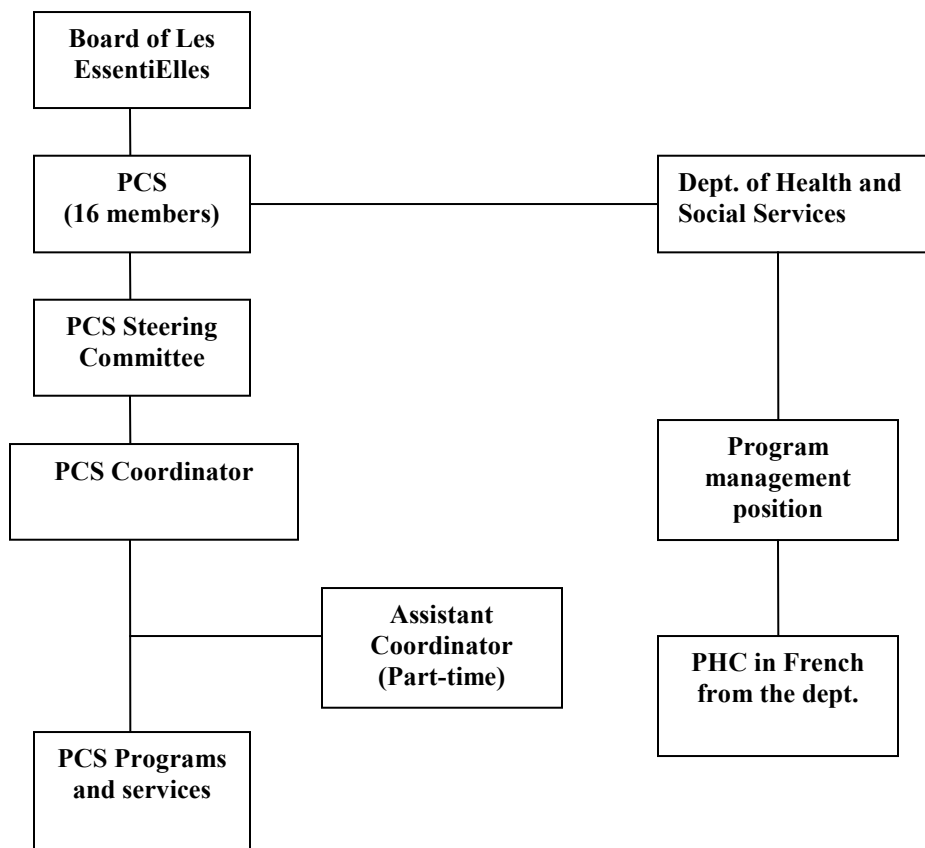 Board of Les
EssentiElles
PCS
(16 members)
Dept. of Health and
Social Services
PCS Steering
Committee
PCS Coordinator
Program
management
position
Assistant
Coordinator
(Part-time)
PHC in French
from the dept.
PCS Programs
and services